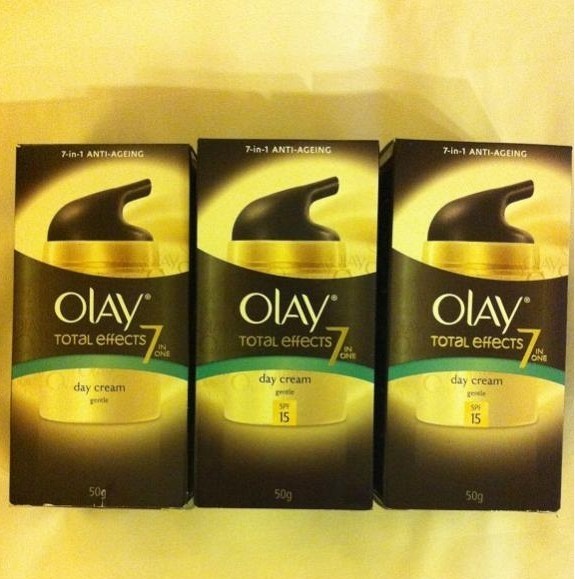 7-in-1 ANTI-AGEING
OLAY®
TOTAL EFFECTS 7 IN ONE
day cream
gentle
50g
7-in-1 ANTI-AGEING
OLAY®
TOTAL EFFECTS 7 IN ONE
day cream
gentle
SPF
15
50g
7-in-1 ANTI-AGEING
OLAY®
TOTAL EFFECTS 7 IN ONE
day cream
gentle
SPF
15
50g